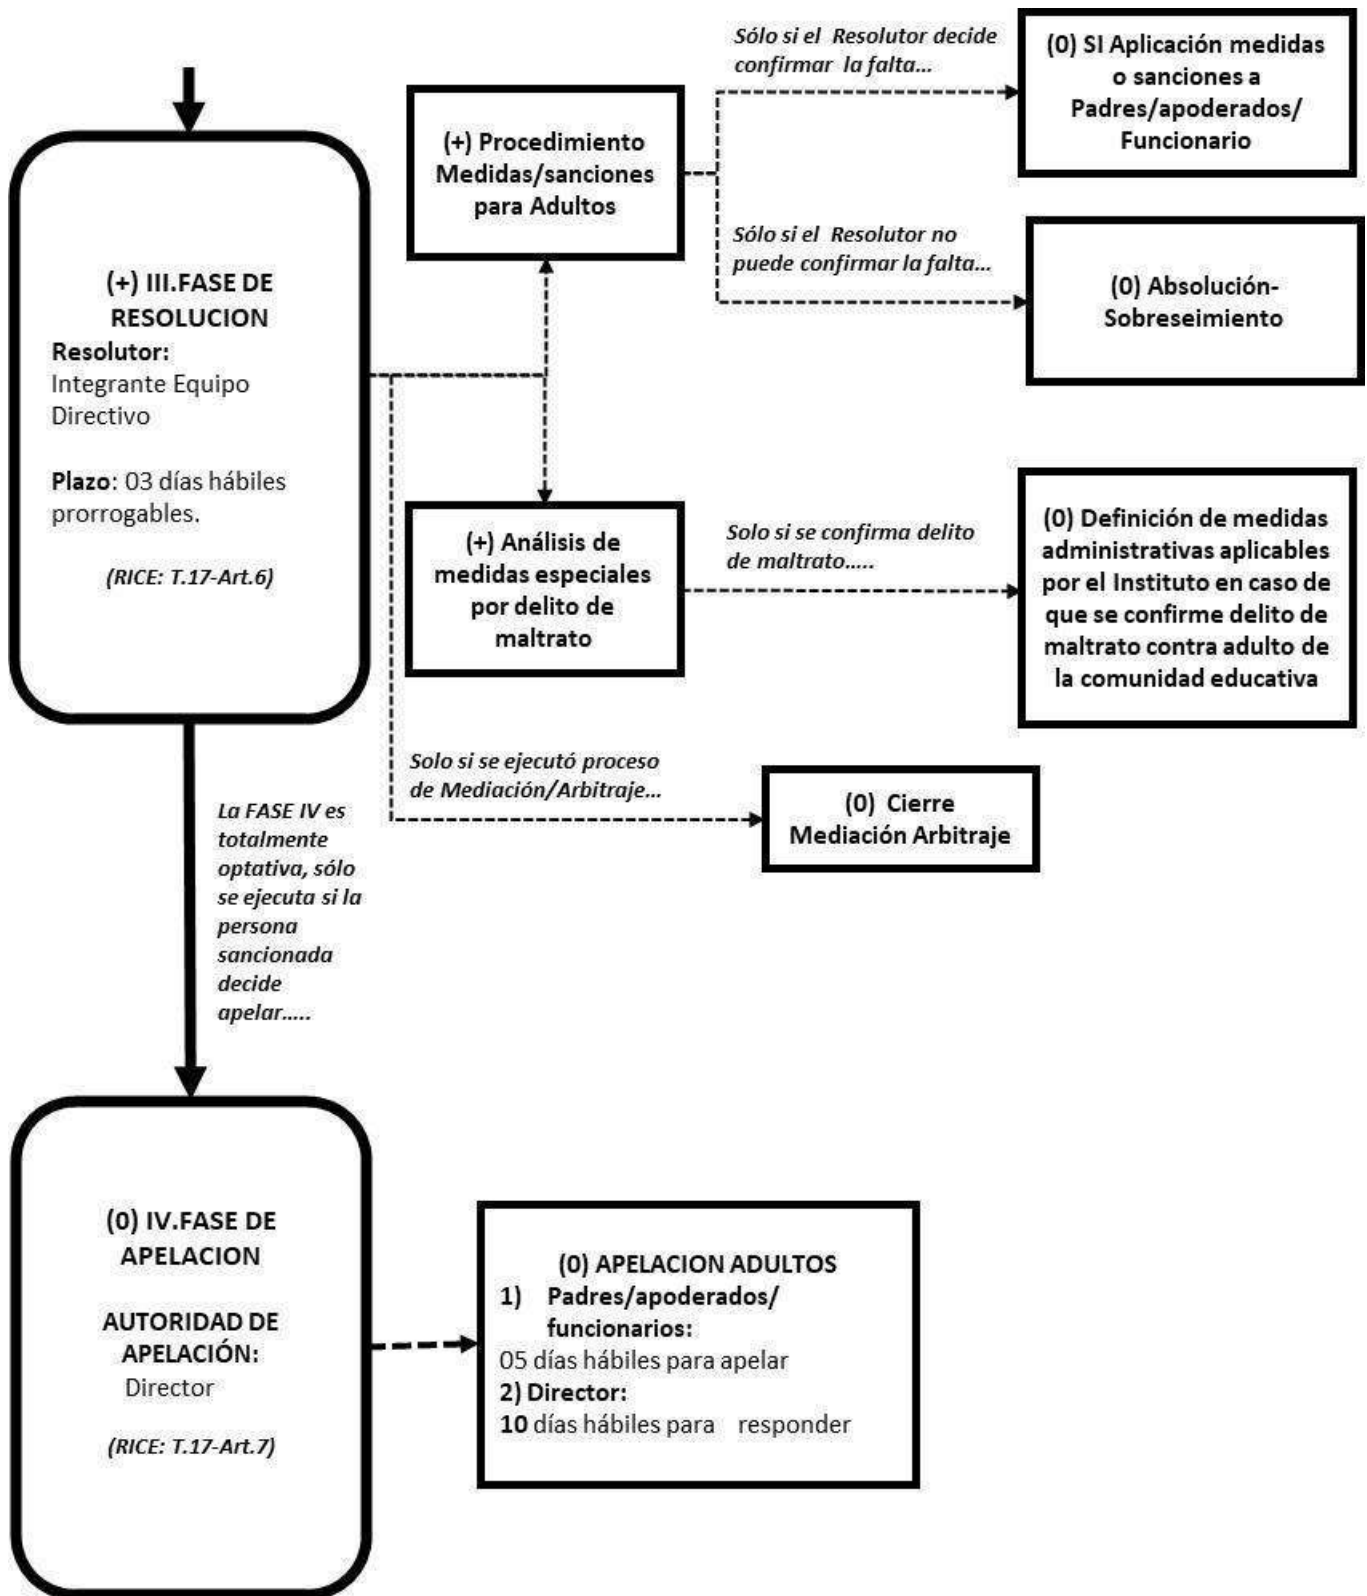 (+) III.FASE DE
RESOLUCION
Resolutor:
Integrante Equipo
Directivo
Plazo: 03 días hábiles
prorrogables.
(RICE: T.17-Art.6)
(+) Procedimiento
Medidas/sanciones
para Adultos
Sólo si el Resolutor decide
confirmar la falta...
(0) SI Aplicación medidas
o sanciones a
Padres/apoderados/
Funcionario
Sólo si el Resolutor no
puede confirmar la falta...
(0) Absolución-
Sobreseimiento
(+) Análisis de
medidas especiales
por delito de
maltrato
Solo si se confirma delito
de maltrato.....
(0) Definición de medidas
administrativas aplicables
por el Instituto en caso de
que se confirme delito de
maltrato contra adulto de
la comunidad educativa
Solo si se ejecutó proceso
de Mediación/Arbitraje...
(0) Cierre
Mediación Arbitraje
La FASE IV es
totalmente
optativa, sólo
se ejecuta si la
persona
sancionada
decide
apelar.....
(0) IV.FASE DE
APELACION
AUTORIDAD DE
APELACIÓN:
Director
(RICE: T.17-Art.7)
(0) APELACION ADULTOS
1) Padres/apoderados/
funcionarios:
05 días hábiles para apelar
2) Director:
10 días hábiles para responder